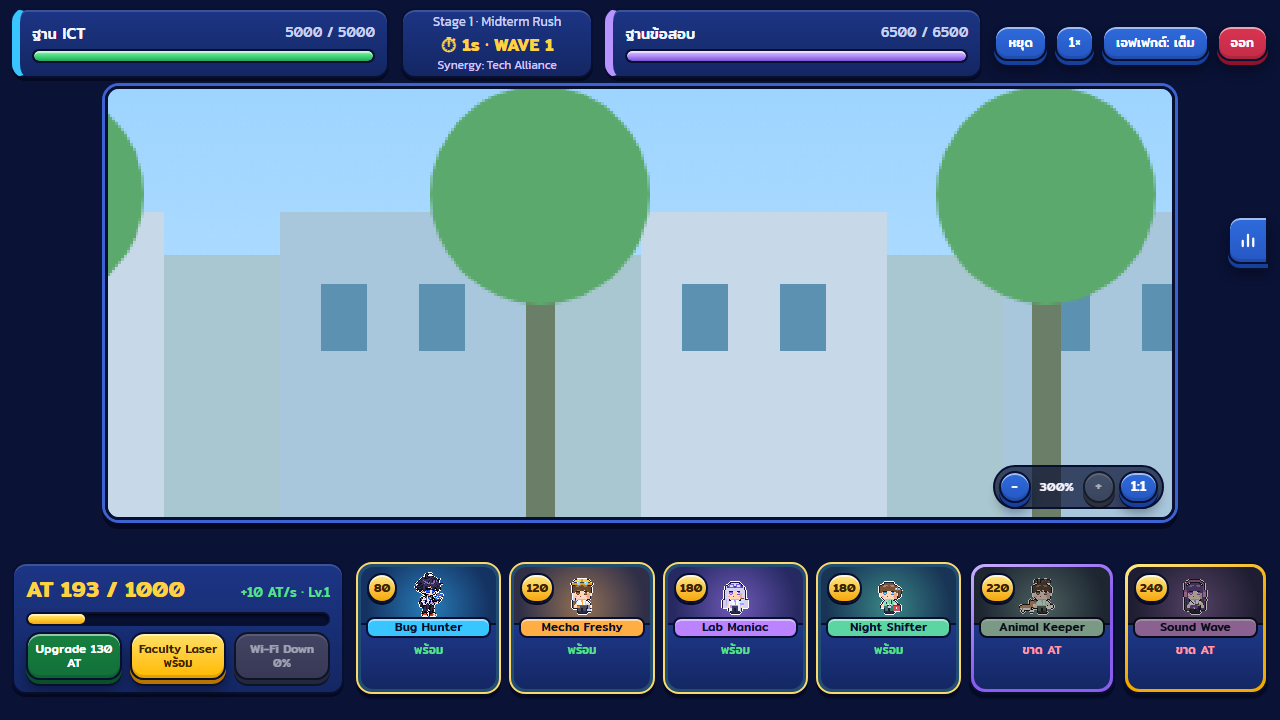 ฐาน ICT
5000 / 5000
Stage 1 · Midterm Rush
⏱ 1s · WAVE 1
Synergy: Tech Alliance
ฐานข้อสอบ
6500 / 6500
หยุด
1×
เอฟเฟกต์: เต็ม
ออก
−
300%
+
1:1
AT 193 / 1000
+10 AT/s · Lv.1
Upgrade 130
AT
Faculty Laser
พร้อม
Wi-Fi Down
0%
80
Bug Hunter
พร้อม
120
Mecha Freshy
พร้อม
180
Lab Maniac
พร้อม
180
Night Shifter
พร้อม
220
Animal Keeper
ขาด AT
240
Sound Wave
ขาด AT